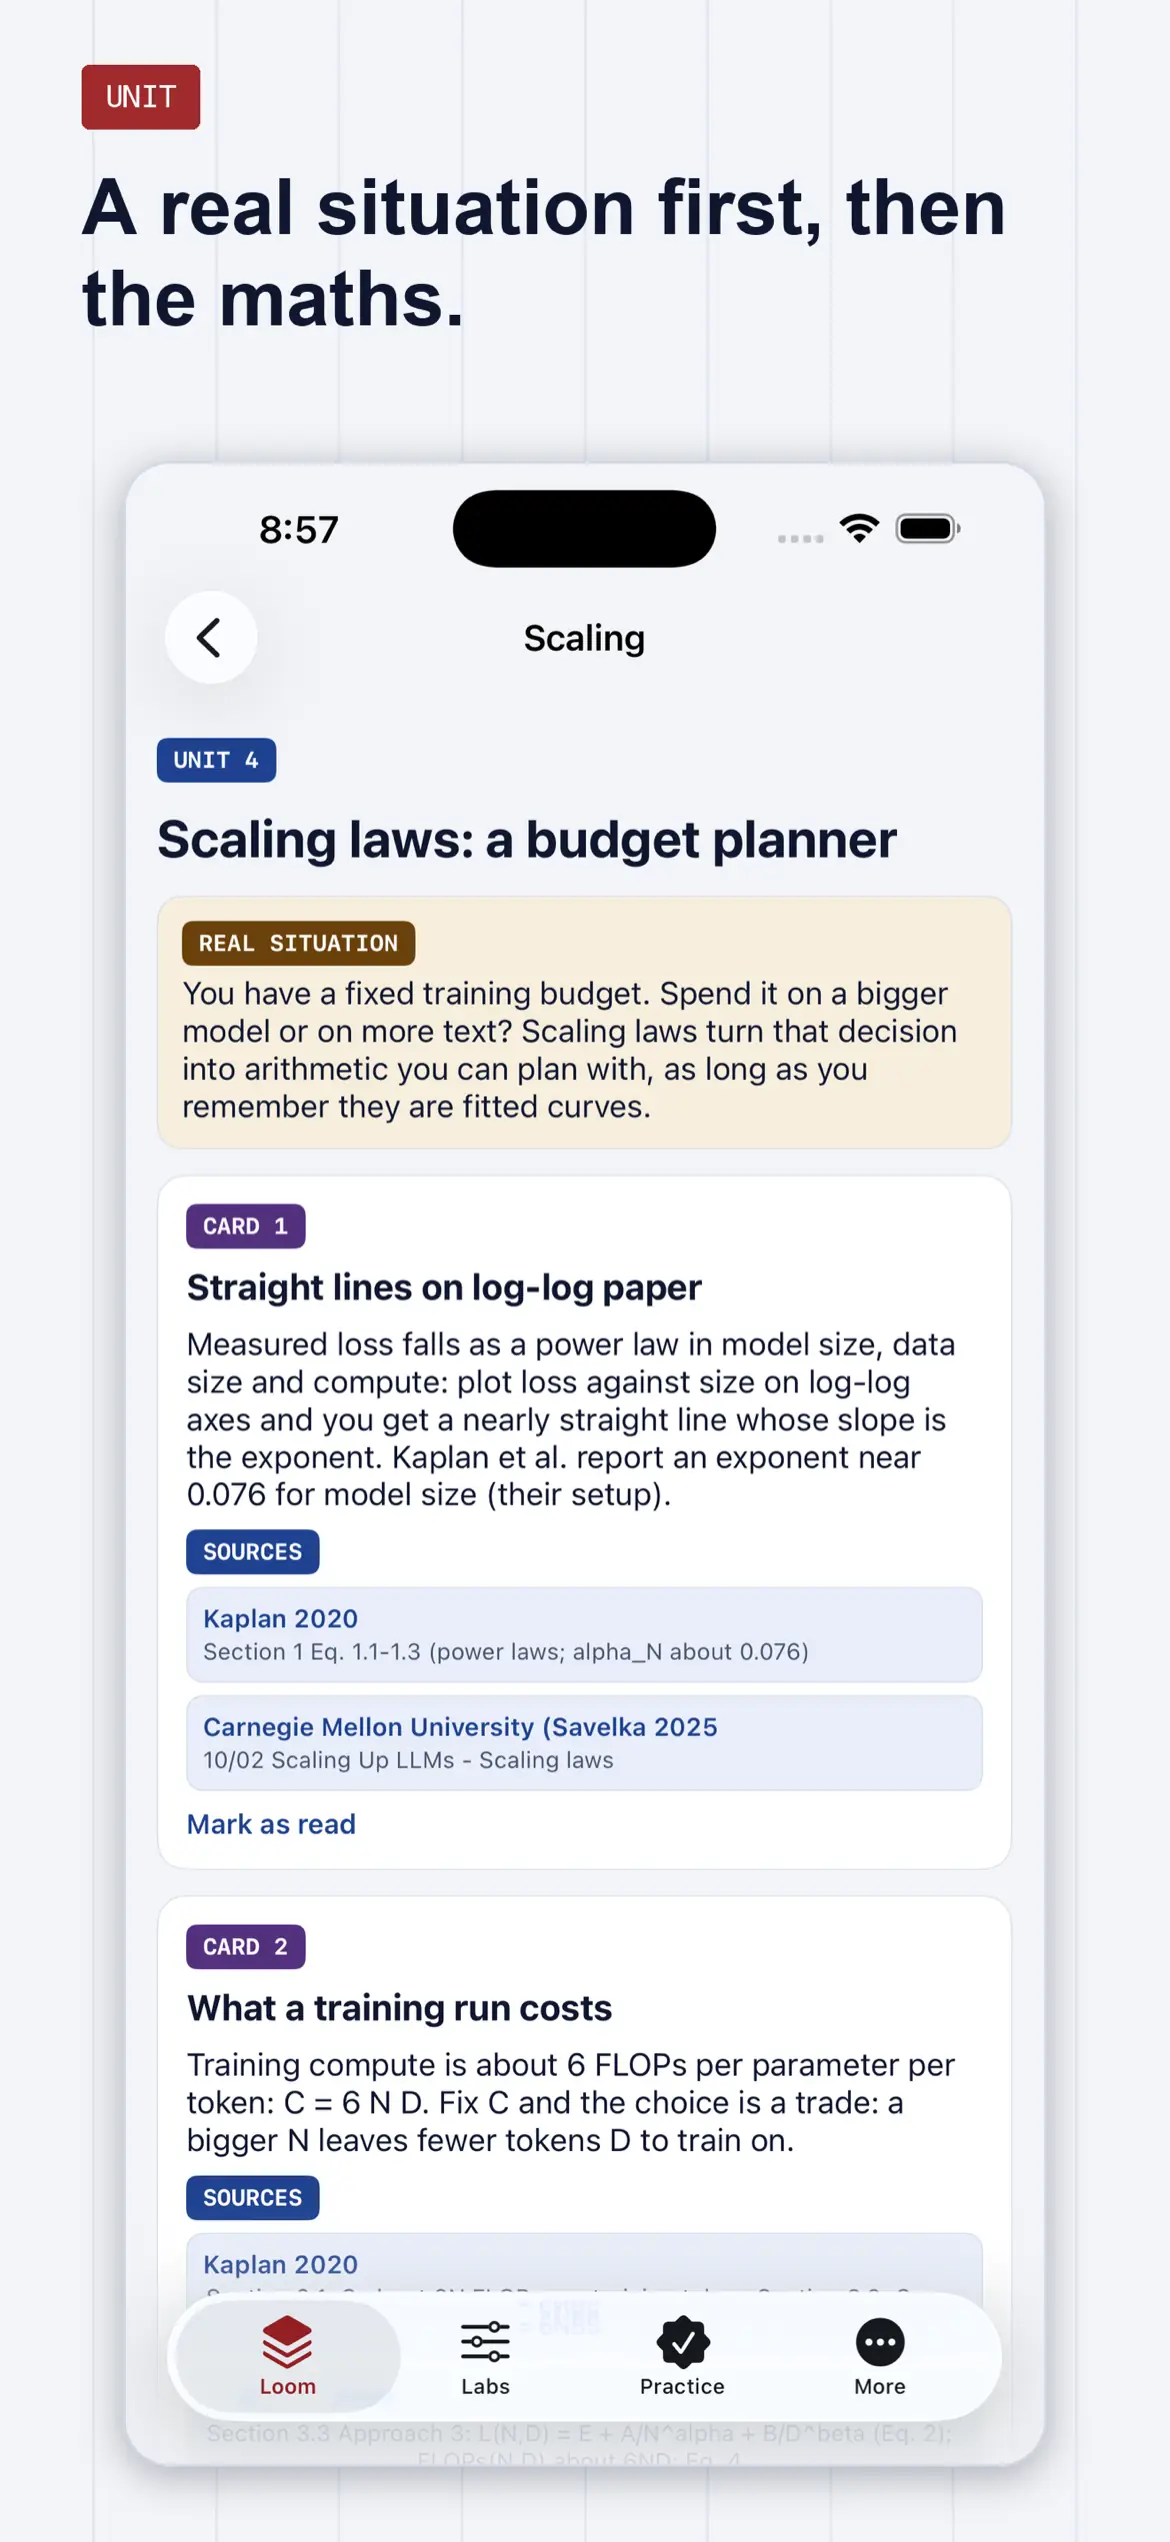 UNIT
A real situation first, then
the maths.
8:57
Scaling
UNIT 4
Scaling laws: a budget planner
REAL SITUATION
You have a fixed training budget. Spend it on a bigger
model or on more text? Scaling laws turn that decision
into arithmetic you can plan with, as long as you
remember they are fitted curves.
CARD 1
Straight lines on log-log paper
Measured loss falls as a power law in model size, data
size and compute: plot loss against size on log-log
axes and you get a nearly straight line whose slope is
the exponent. Kaplan et al. report an exponent near
0.076 for model size (their setup).
SOURCES
Kaplan 2020
Section 1 Eq. 1.1-1.3 (power laws; alpha_N about 0.076)
Carnegie Mellon University (Savelka 2025
10/02 Scaling Up LLMs - Scaling laws
Mark as read
CARD 2
What a training run costs
Training compute is about 6 FLOPs per parameter per
token: C = 6 N D. Fix C and the choice is a trade: a
bigger N leaves fewer tokens D to train on.
SOURCES
Kaplan 2020
Loom
Labs
Practice
More
Section 3.3 Approach 3: L(N,D) = E + A/N^alpha + B/D^beta (Eq. 2);
FLOPs(N,D) about 6ND; Eq. 4